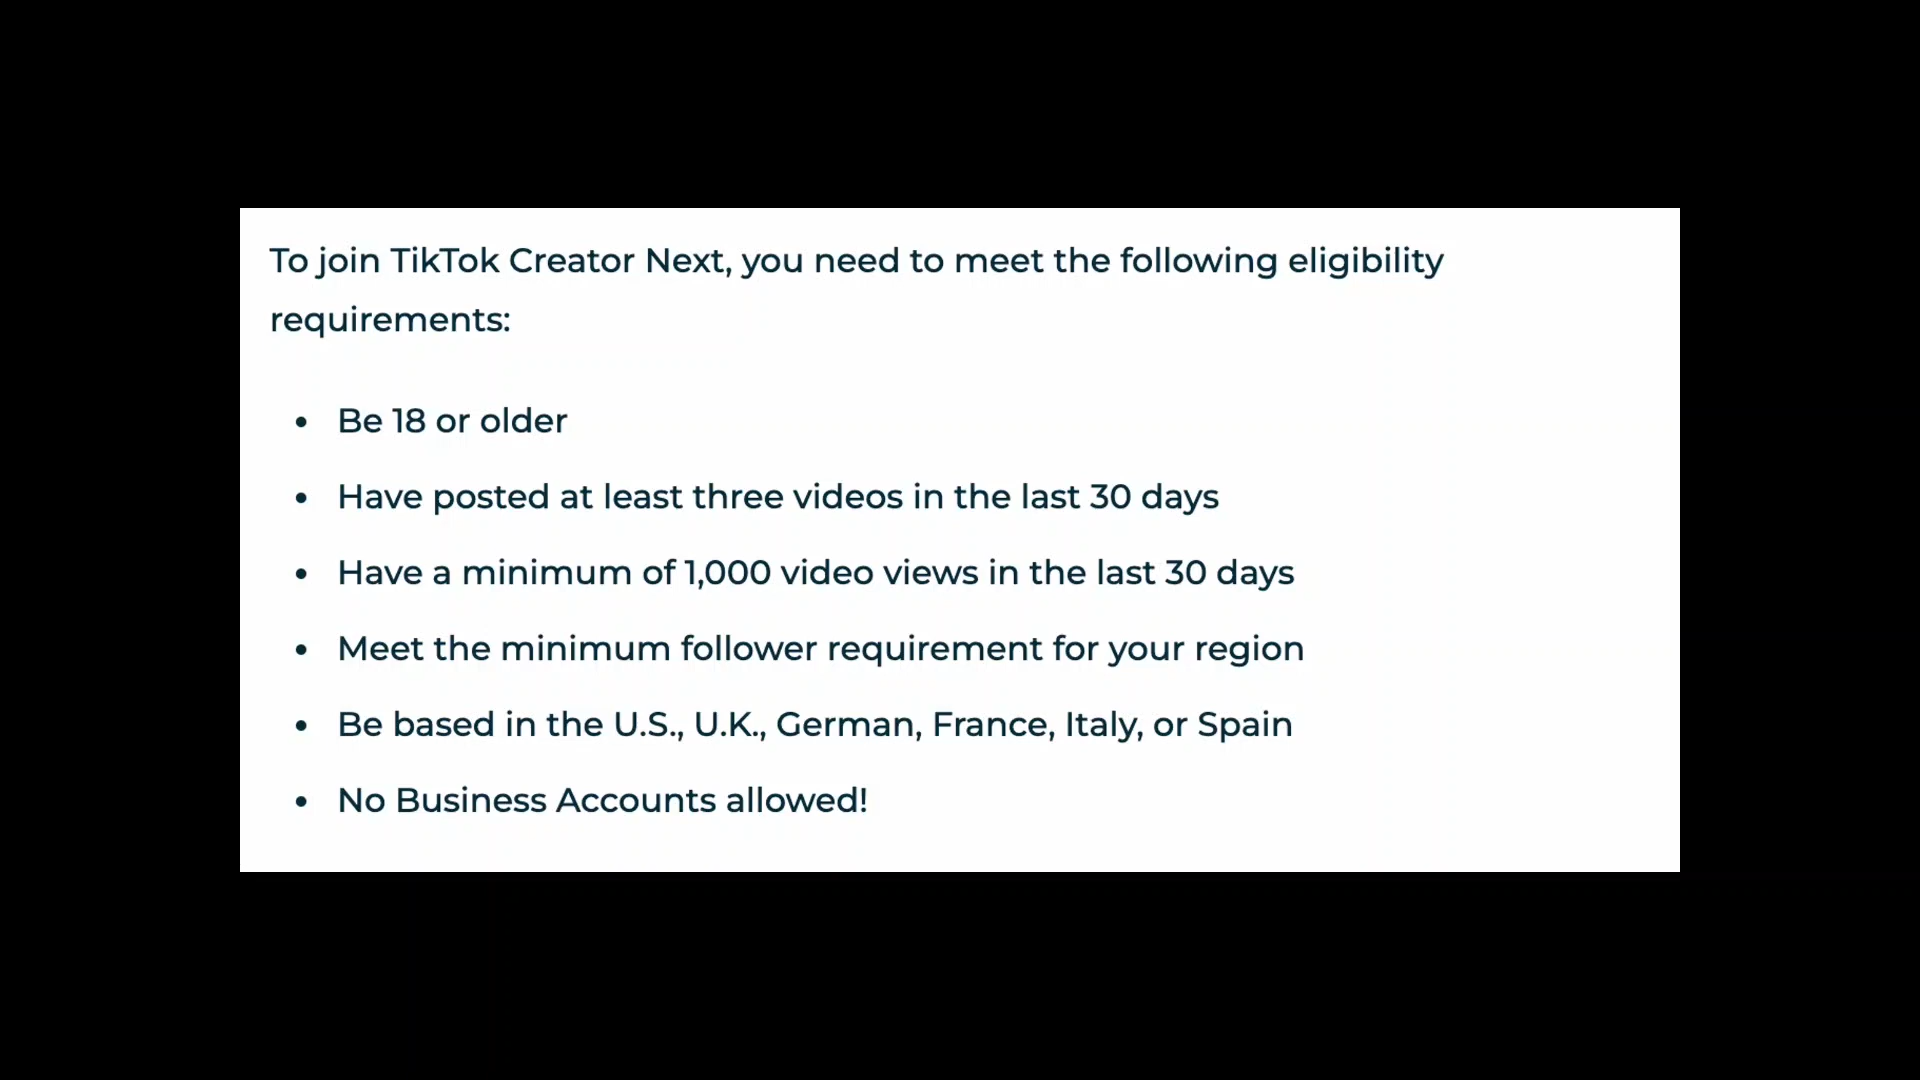 To join TikTok Creator Next, you need to meet the following eligibility
requirements:
• Be 18 or older
• Have posted at least three videos in the last 30 days
• Have a minimum of 1,000 video views in the last 30 days
• Meet the minimum follower requirement for your region
• Be based in the U.S., U.K., German, France, Italy, or Spain
• No Business Accounts allowed!